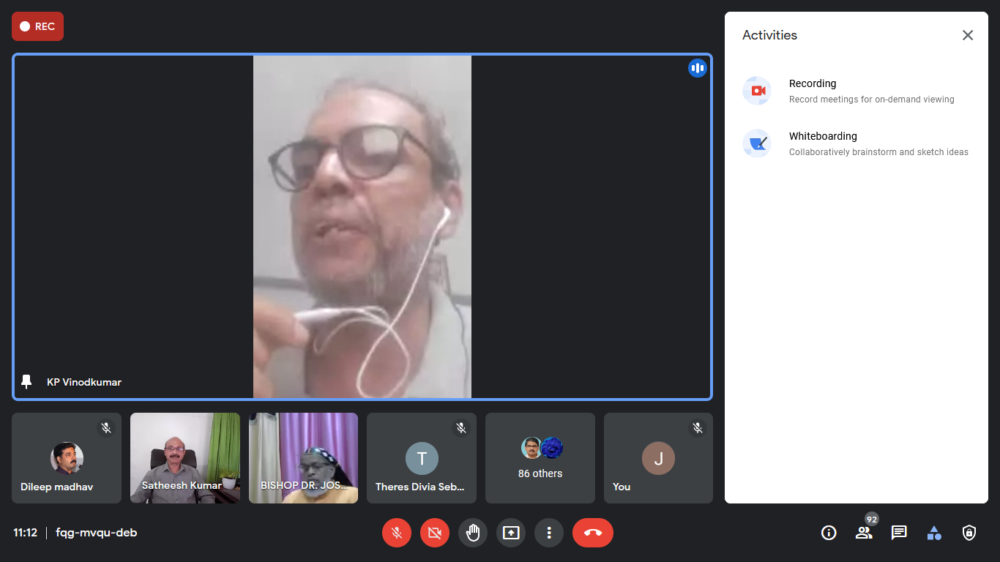 REC
Activities
Recording
Record meetings for on-demand viewing
Whiteboarding
Collaboratively brainstorm and sketch ideas
KP Vinodkumar
Dileep madhav
Satheesh Kumar
BISHOP DR. JOS...
T
Theres Divia Seb...
86 others
J
You
11:12 | fqg-mvqu-deb
92